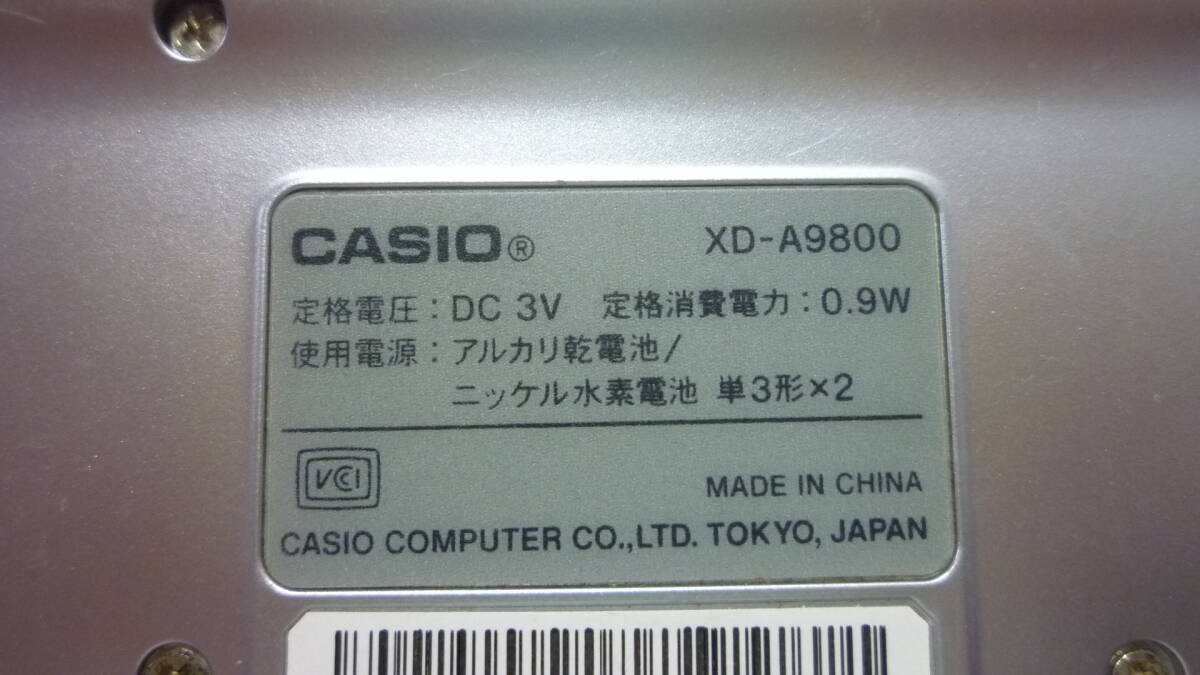 CASIO® XD-A9800
定格電圧：DC 3V 定格消費電力：0.9W
使用電源：アルカリ乾電池/
ニッケル水素電池 単3形×2
VCCI
MADE IN CHINA
CASIO COMPUTER CO.,LTD. TOKYO, JAPAN